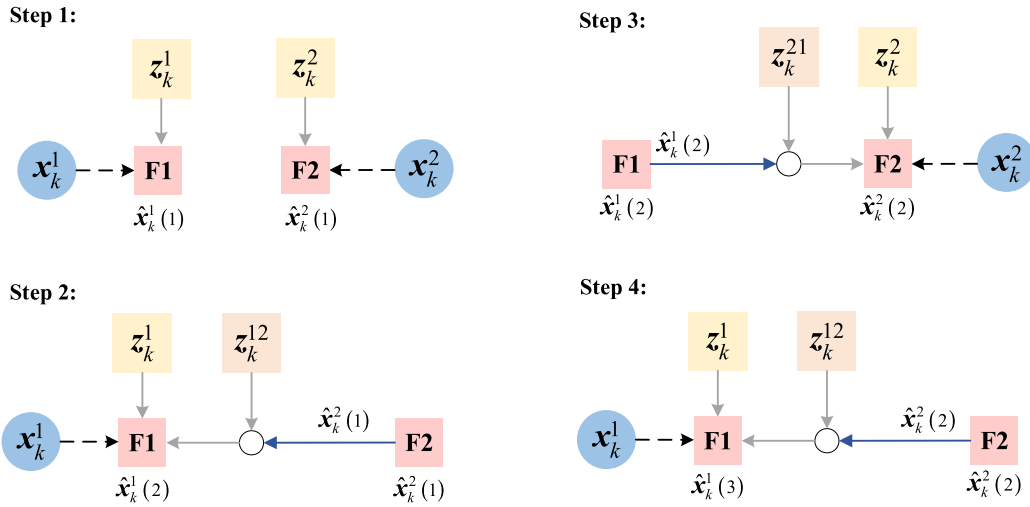 Step 1:
z_k^1
z_k^2
x_k^1
F1
F2
x_k^2
x̂_k^1 (1)
x̂_k^2 (1)
Step 2:
z_k^1
z_k^12
x_k^1
F1
x̂_k^2 (1)
F2
x̂_k^1 (2)
x̂_k^2 (1)
Step 3:
z_k^21
z_k^2
F1
x̂_k^1 (2)
F2
x_k^2
x̂_k^1 (2)
x̂_k^2 (2)
Step 4:
z_k^1
z_k^12
x_k^1
F1
x̂_k^2 (2)
F2
x̂_k^1 (3)
x̂_k^2 (2)